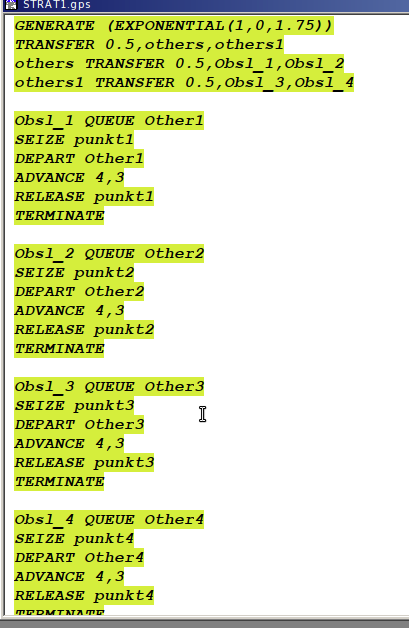 STRAT1.gps
GENERATE (EXPONENTIAL(1,0,1.75))
TRANSFER 0.5,others,others1
others TRANSFER 0.5,Obsl_1,Obsl_2
others1 TRANSFER 0.5,Obsl_3,Obsl_4
Obsl_1 QUEUE Other1
SEIZE punkt1
DEPART Other1
ADVANCE 4,3
RELEASE punkt1
TERMINATE
Obsl_2 QUEUE Other2
SEIZE punkt2
DEPART Other2
ADVANCE 4,3
RELEASE punkt2
TERMINATE
Obsl_3 QUEUE Other3
SEIZE punkt3
DEPART Other3
ADVANCE 4,3
RELEASE punkt3
TERMINATE
Obsl_4 QUEUE Other4
SEIZE punkt4
DEPART Other4
ADVANCE 4,3
RELEASE punkt4
TERMINATE